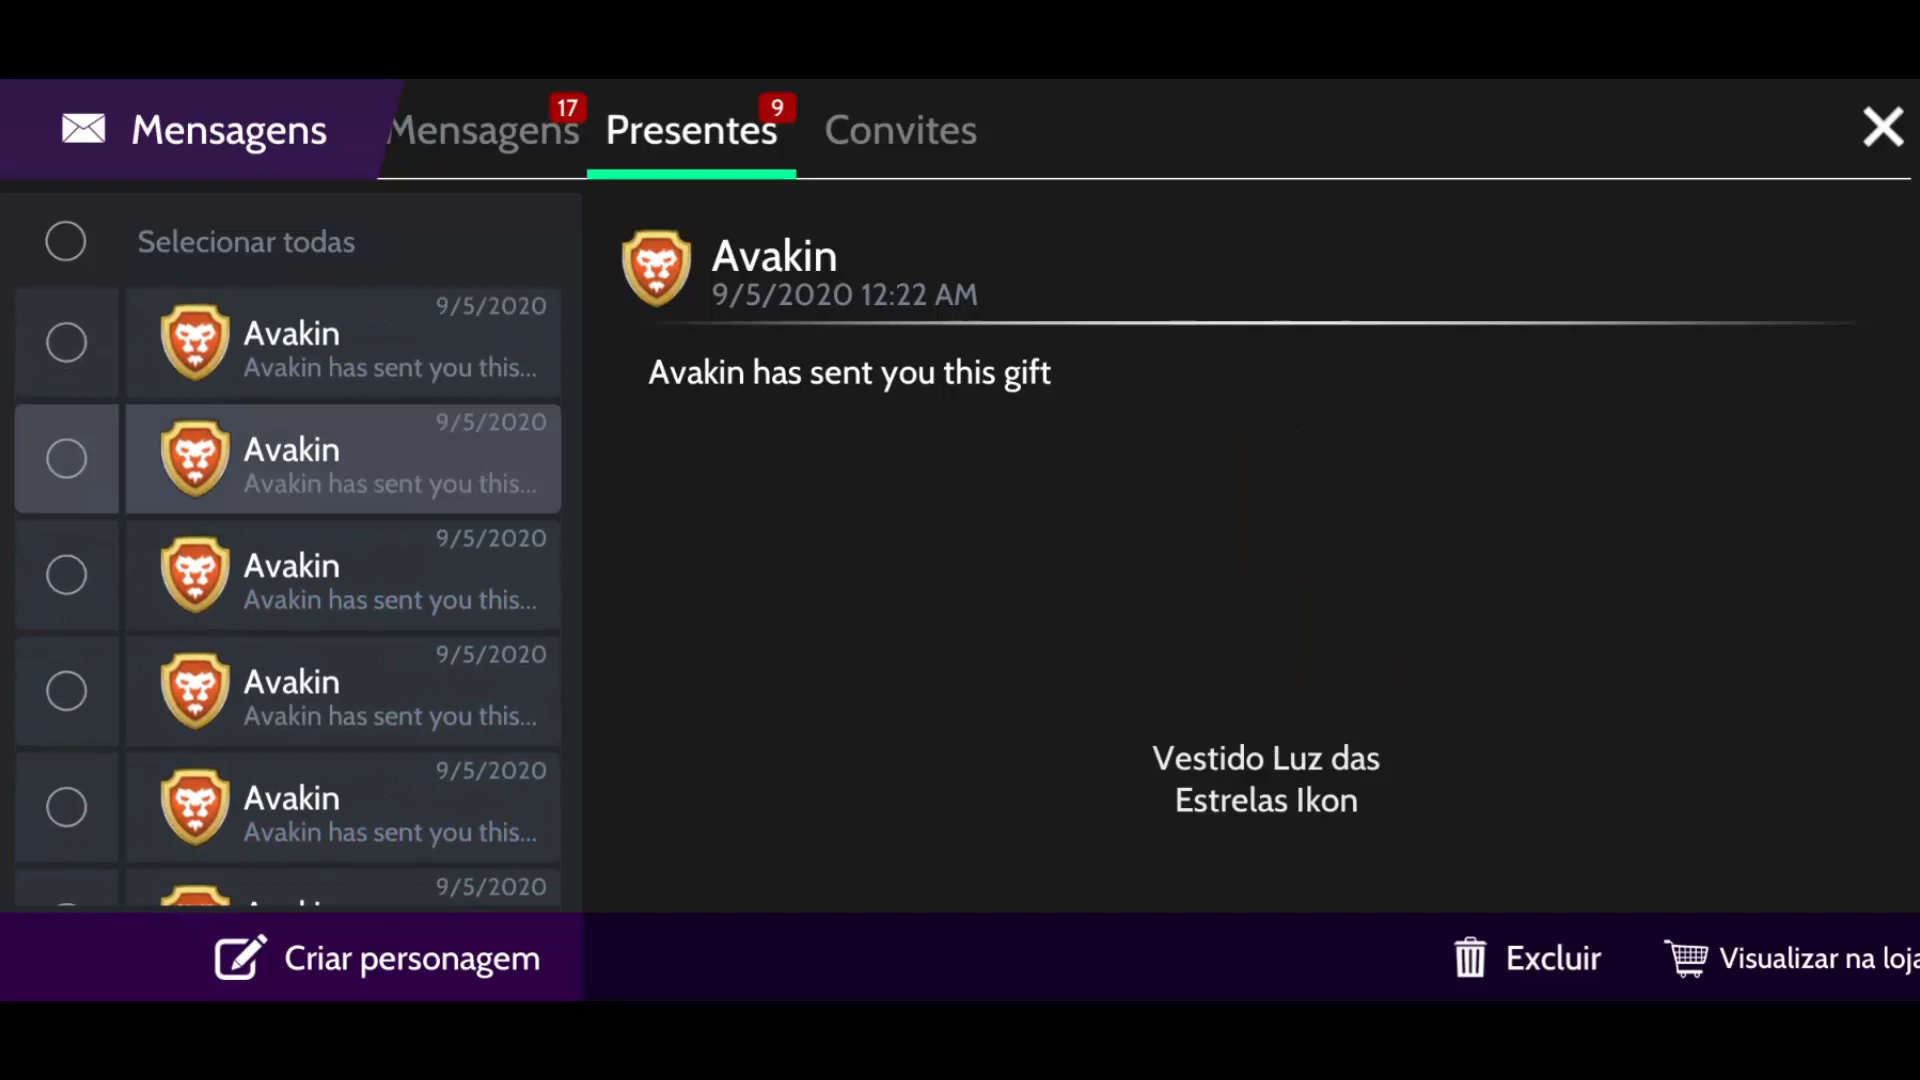 Mensagens
Mensagens
17
Presentes
9
Convites
Selecionar todas
9/5/2020
Avakin
Avakin has sent you this...
9/5/2020
Avakin
Avakin has sent you this...
9/5/2020
Avakin
Avakin has sent you this...
9/5/2020
Avakin
Avakin has sent you this...
9/5/2020
Avakin
Avakin has sent you this...
9/5/2020
Avakin
9/5/2020 12:22 AM
Avakin has sent you this gift
Vestido Luz das
Estrelas Ikon
Criar personagem
Excluir
Visualizar na loja